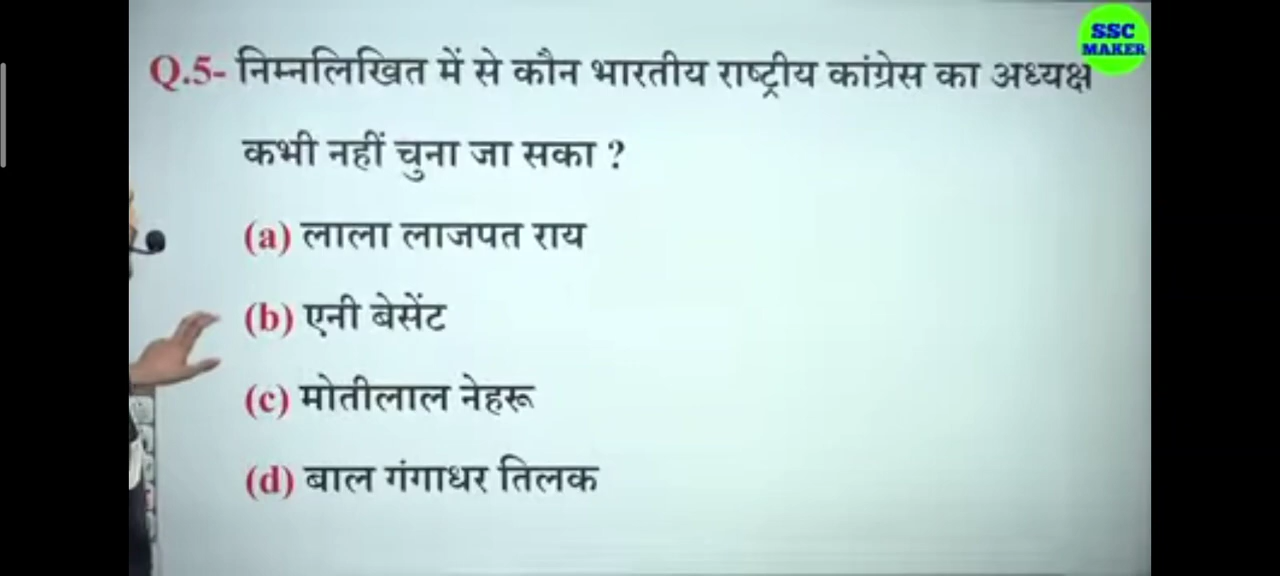 SSC
MAKER
Q.5- निम्नलिखित में से कौन भारतीय राष्ट्रीय कांग्रेस का अध्यक्ष
कभी नहीं चुना जा सका ?
(a) लाला लाजपत राय
(b) एनी बेसेंट
(c) मोतीलाल नेहरू
(d) बाल गंगाधर तिलक